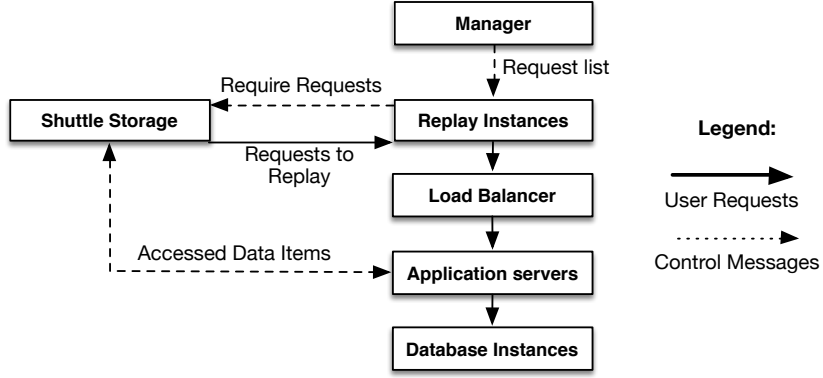 Manager
Request list
Require Requests
Shuttle Storage
Replay Instances
Requests to
Replay
Legend:
Load Balancer
User Requests
Accessed Data Items
Application servers
Control Messages
Database Instances